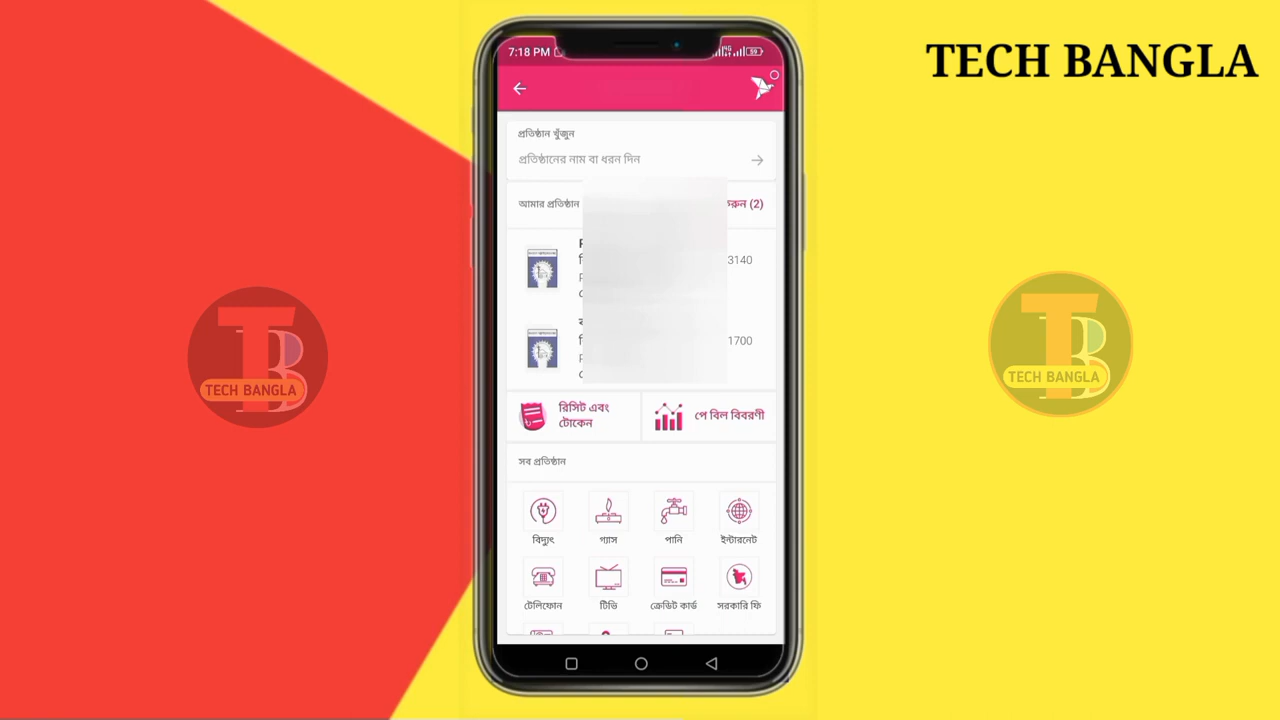 TECH BANGLA
7:18 PM
59
প্রতিষ্ঠান খুঁজুন
প্রতিষ্ঠানের নাম বা ধরন দিন
আমার প্রতিষ্ঠান
(2)
3140
1700
রিসিট এবং
টোকেন
পে বিল বিবরণী
সব প্রতিষ্ঠান
বিদ্যুৎ গ্যাস পানি ইন্টারনেট
টেলিফোন টিভি ক্রেডিট কার্ড সরকারি ফি
TECH BANGLA
TECH BANGLA